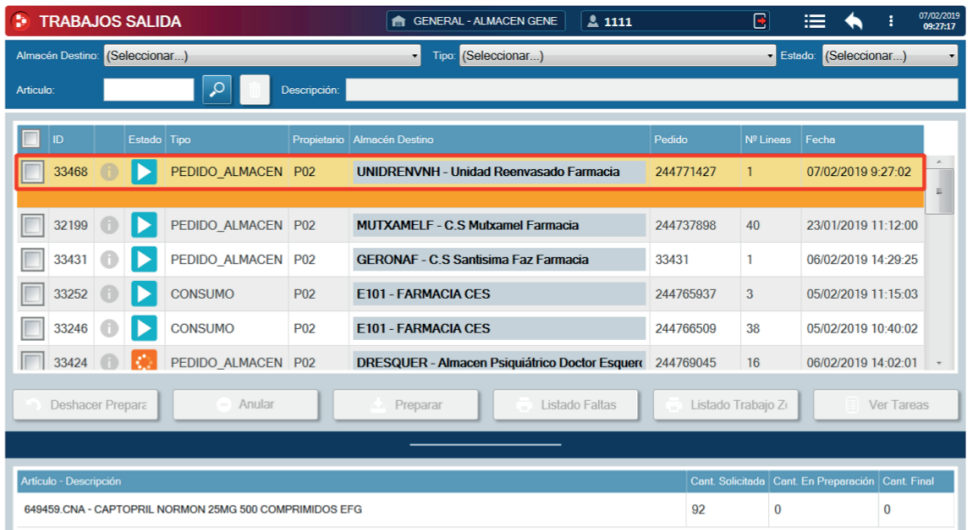 TRABAJOS SALIDA GENERAL - ALMACEN GENE 1111 07/02/2019
09:27:17
Almacén Destino: (Seleccionar...) Tipo: (Seleccionar...) Estado: (Seleccionar...)
Articulo: Descripción:
ID Estado Tipo Propietario Almacén Destino Pedido Nº Lineas Fecha
33468 PEDIDO_ALMACEN P02 UNIDRENVNH - Unidad Reenvasado Farmacia 244771427 1 07/02/2019 9:27:02
32199 PEDIDO_ALMACEN P02 MUTXAMELF - C.S Mutxamel Farmacia 244737898 40 23/01/2019 11:12:00
33431 PEDIDO_ALMACEN P02 GERONAF - C.S Santisima Faz Farmacia 33431 1 06/02/2019 14:29:25
33252 CONSUMO P02 E101 - FARMACIA CES 244765937 3 05/02/2019 11:15:03
33246 CONSUMO P02 E101 - FARMACIA CES 244766509 38 05/02/2019 10:40:02
33424 PEDIDO_ALMACEN P02 DRESQUER - Almacen Psiquiátrico Doctor Esquer 244769045 16 06/02/2019 14:02:01
Deshacer Prepara Anular Preparar Listado Faltas Listado Trabajo Z Ver Tareas
Artículo - Descripción Cant. Solicitada Cant. En Preparación Cant. Final
649459.CNA - CAPTOPRIL NORMON 25MG 500 COMPRIMIDOS EFG 92 0 0